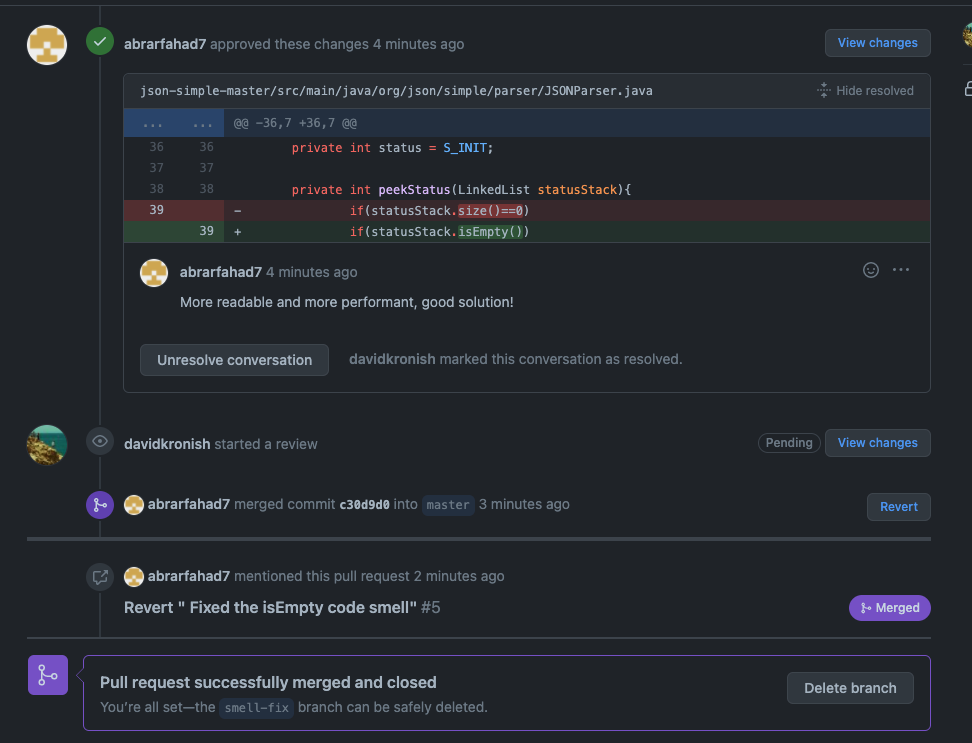 abrarfahad7 approved these changes 4 minutes ago
View changes
json-simple-master/src/main/java/org/json/simple/parser/JSONParser.java
Hide resolved
... ... @@ -36,7 +36,7 @@
36 36 private int status = S_INIT;
37 37
38 38 private int peekStatus(LinkedList statusStack){
39 - if(statusStack.size()==0)
39 + if(statusStack.isEmpty())
abrarfahad7 4 minutes ago
More readable and more performant, good solution!
Unresolve conversation
davidkronish marked this conversation as resolved.
davidkronish started a review
Pending
View changes
abrarfahad7 merged commit c30d9d0 into master 3 minutes ago
Revert
abrarfahad7 mentioned this pull request 2 minutes ago
Revert " Fixed the isEmpty code smell" #5
Merged
Pull request successfully merged and closed
You're all set—the smell-fix branch can be safely deleted.
Delete branch